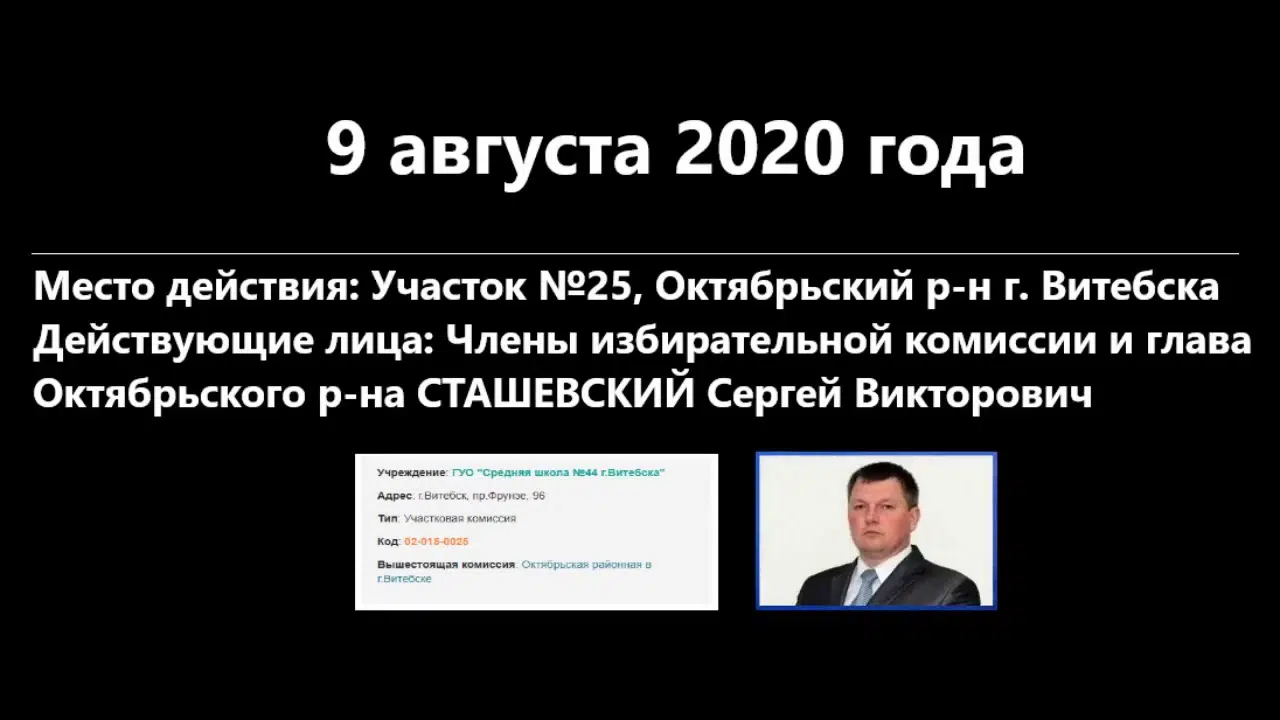 9 августа 2020 года
Место действия: Участок №25, Октябрьский р-н г. Витебска
Действующие лица: Члены избирательной комиссии и глава
Октябрьского р-на СТАШЕВСКИЙ Сергей Викторович
Учреждение: ГУО "Средняя школа №44 г.Витебска"
Адрес: г.Витебск, пр.Фрунзе, 96
Тип: Участковая комиссия
Код: 02-015-0025
Вышестоящая комиссия: Октябрьская районная в
г.Витебске